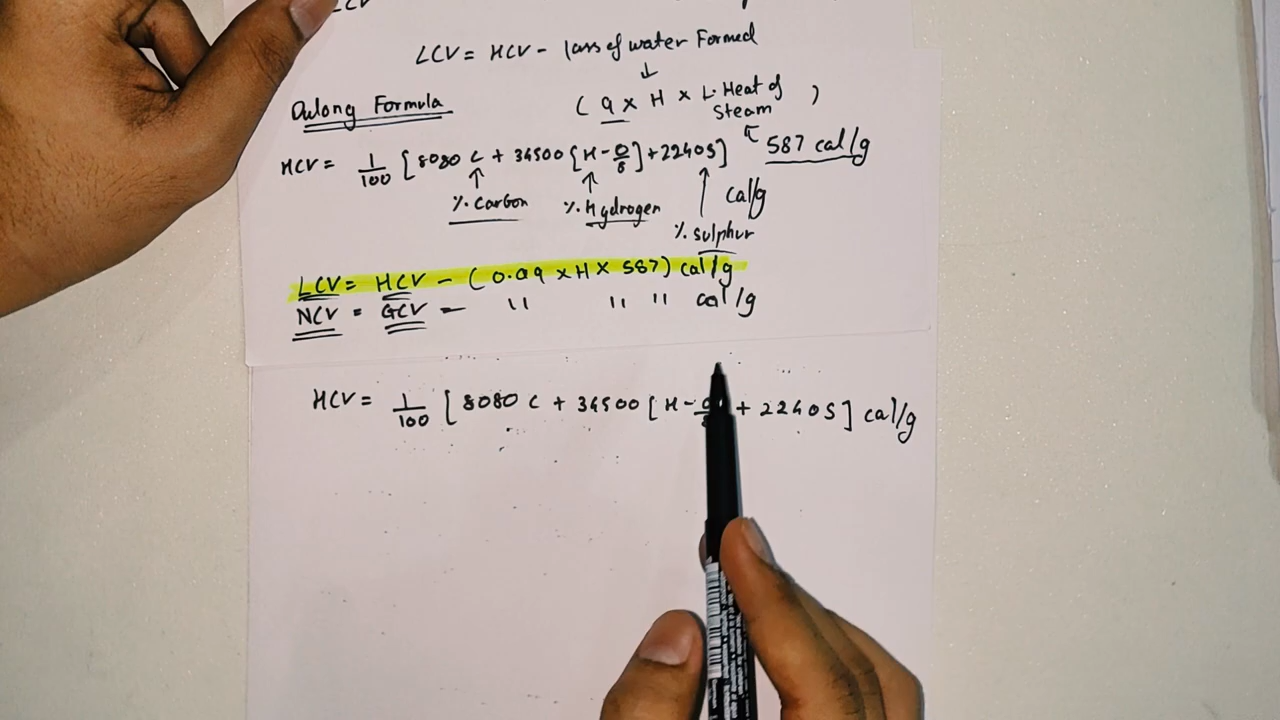 LCV
LCV = HCV - loss of water Formed
↓
Dulong Formula ( 9 × H × L. Heat of Steam )
HCV = 1/100 [ 8080 C + 34500 [ H - O/8 ] + 2240 S ] 587 cal/g
% Carbon % Hydrogen cal/g
% Sulphur
LCV = HCV - ( 0.09 × H × 587 ) cal/g
NCV = GCV - " " " cal/g
HCV = 1/100 [ 8080 C + 34500 [ H - + 2240 S ] cal/g